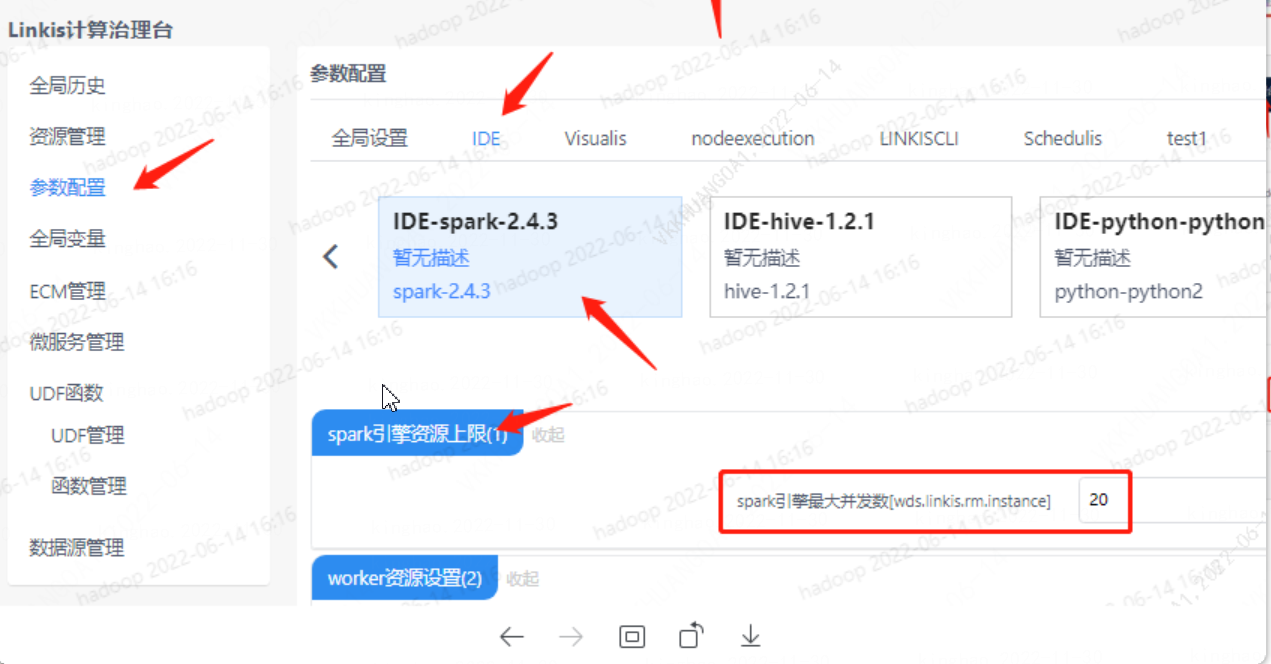 Linkis计算治理台
全局历史
资源管理
参数配置
全局变量
ECM管理
微服务管理
UDF函数
UDF管理
函数管理
数据源管理
参数配置
全局设置 IDE Visualis nodeexecution LINKISCLI Schedulis test1
IDE-spark-2.4.3
暂无描述
spark-2.4.3
IDE-hive-1.2.1
暂无描述
hive-1.2.1
IDE-python-python
暂无描述
python-python2
spark引擎资源上限(1) 收起
spark引擎最大并发数[wds.linkis.rm.instance] 20
worker资源设置(2) 收起
hadoop 2022-06-14 16:16